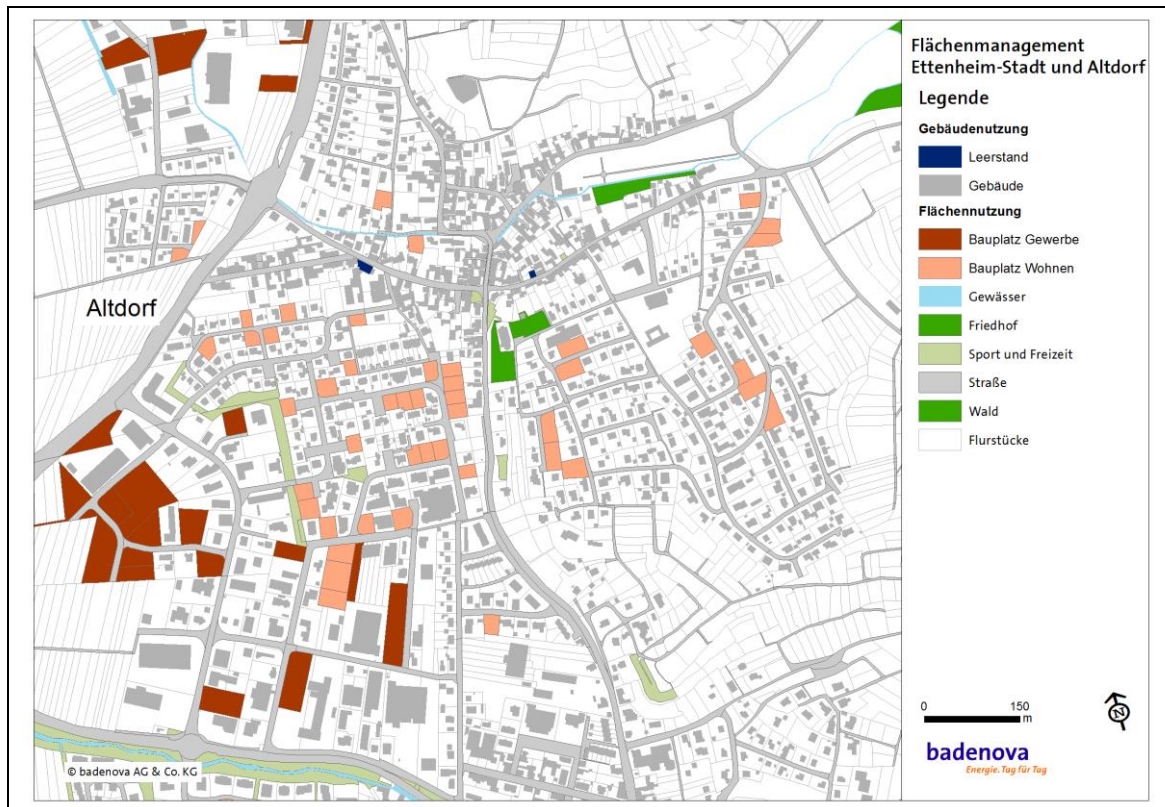 Flächenmanagement
Ettenheim-Stadt und Altdorf
Legende
Gebäudenutzung
Leerstand
Gebäude
Flächennutzung
Bauplatz Gewerbe
Bauplatz Wohnen
Gewässer
Friedhof
Sport und Freizeit
Straße
Wald
Flurstücke
Altdorf
0 150
m
N
badenova
Energie. Tag für Tag
© badenova AG & Co. KG